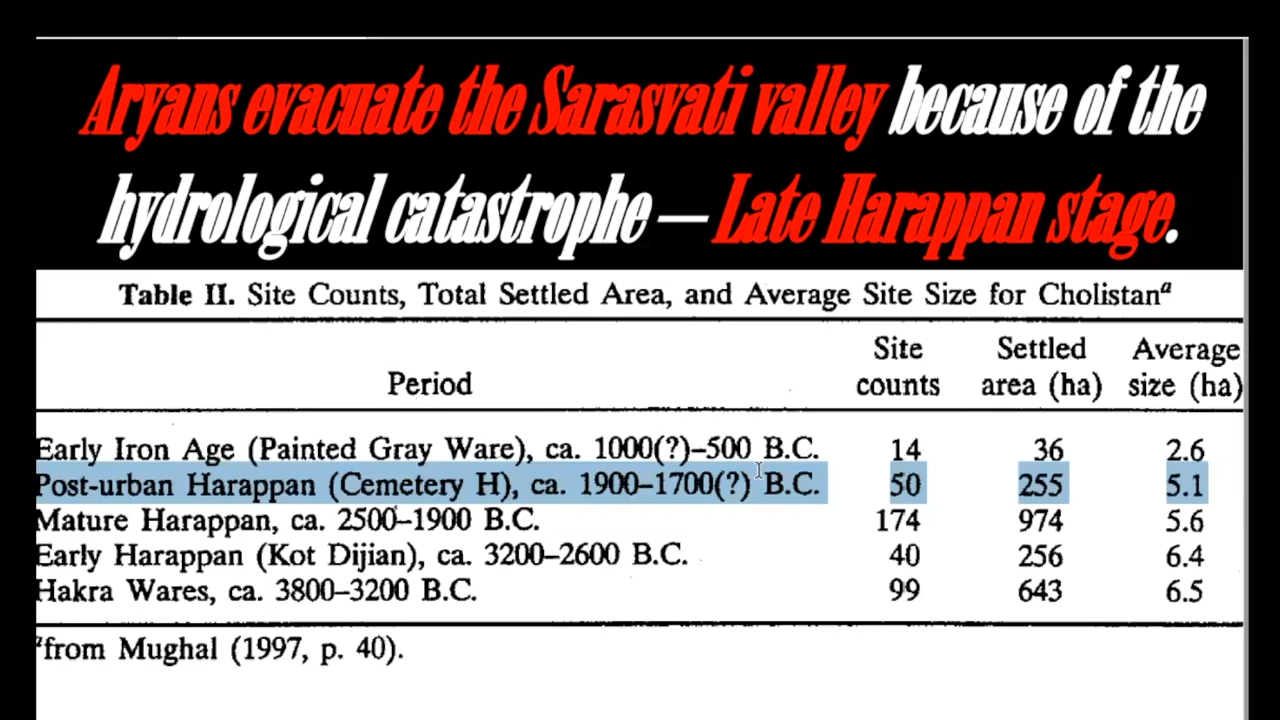 Aryans evacuate the Sarasvati valley because of the
hydrological catastrophe – Late Harappan stage.
Table II. Site Counts, Total Settled Area, and Average Site Size for Cholistanᵃ
Period Site counts Settled area (ha) Average size (ha)
Early Iron Age (Painted Gray Ware), ca. 1000(?)–500 B.C. 14 36 2.6
Post-urban Harappan (Cemetery H), ca. 1900–1700(?) B.C. 50 255 5.1
Mature Harappan, ca. 2500–1900 B.C. 174 974 5.6
Early Harappan (Kot Dijian), ca. 3200–2600 B.C. 40 256 6.4
Hakra Wares, ca. 3800–3200 B.C. 99 643 6.5
ᵃfrom Mughal (1997, p. 40).